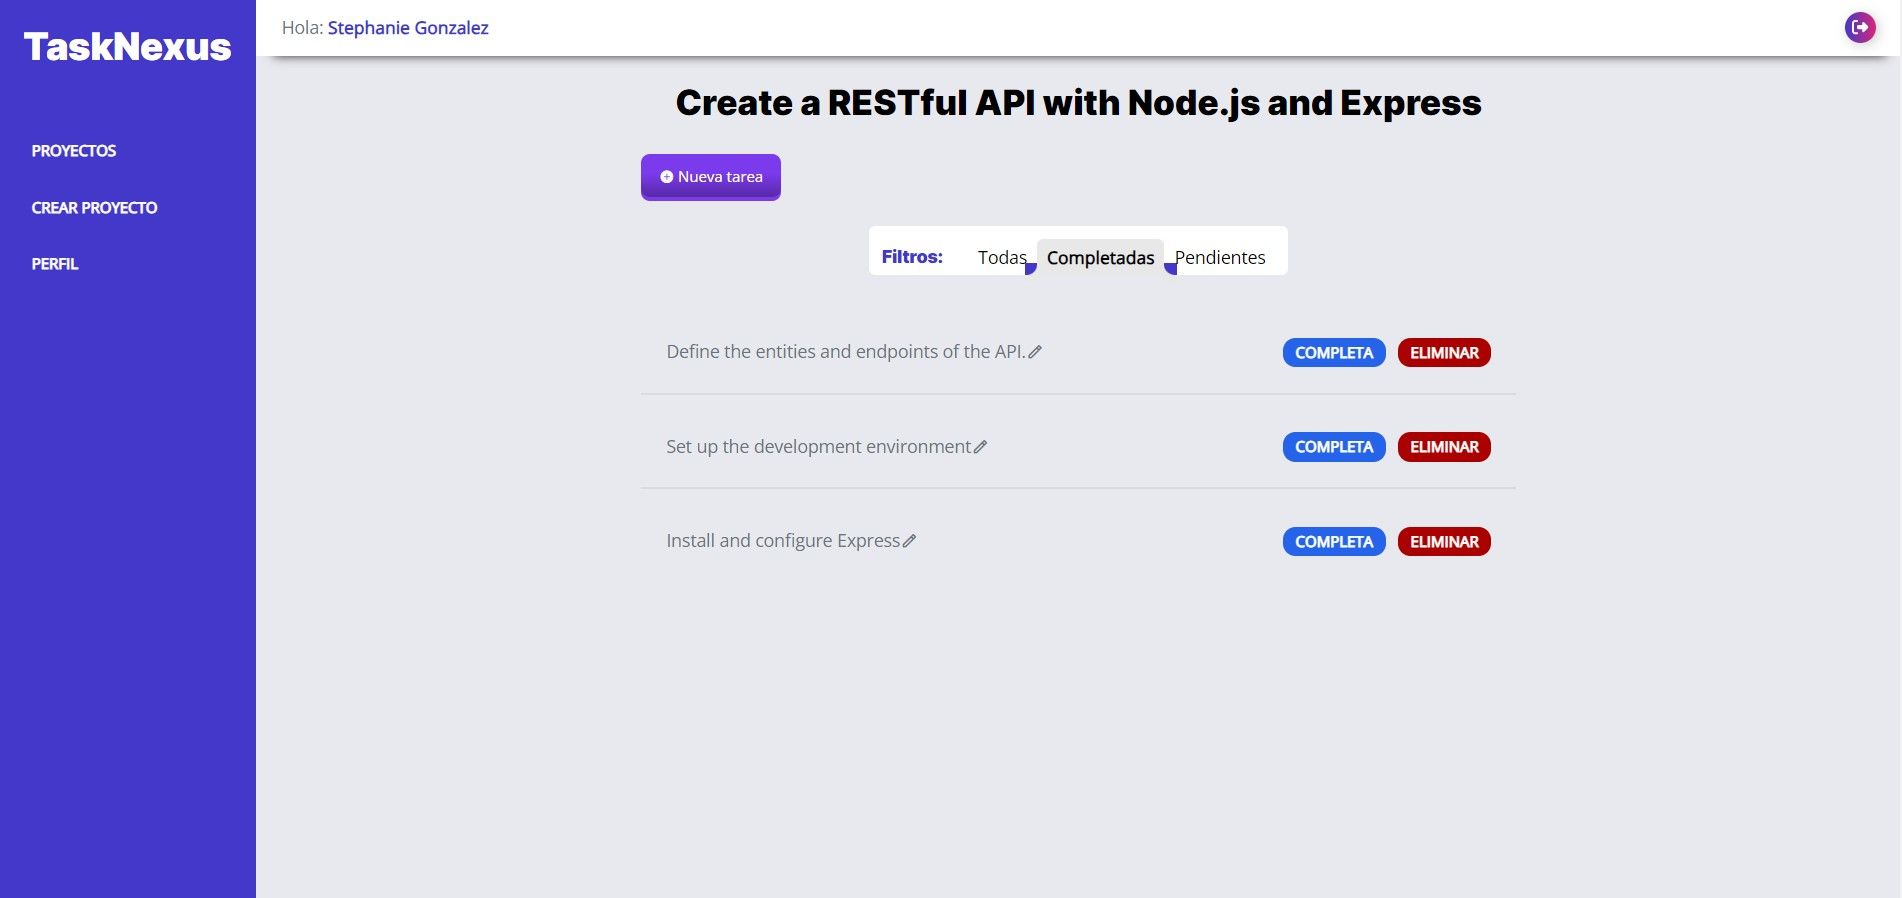 TaskNexus
Hola: Stephanie Gonzalez
PROYECTOS
CREAR PROYECTO
PERFIL
Create a RESTful API with Node.js and Express
Nueva tarea
Filtros: Todas Completadas Pendientes
Define the entities and endpoints of the API. COMPLETA ELIMINAR
Set up the development environment COMPLETA ELIMINAR
Install and configure Express COMPLETA ELIMINAR